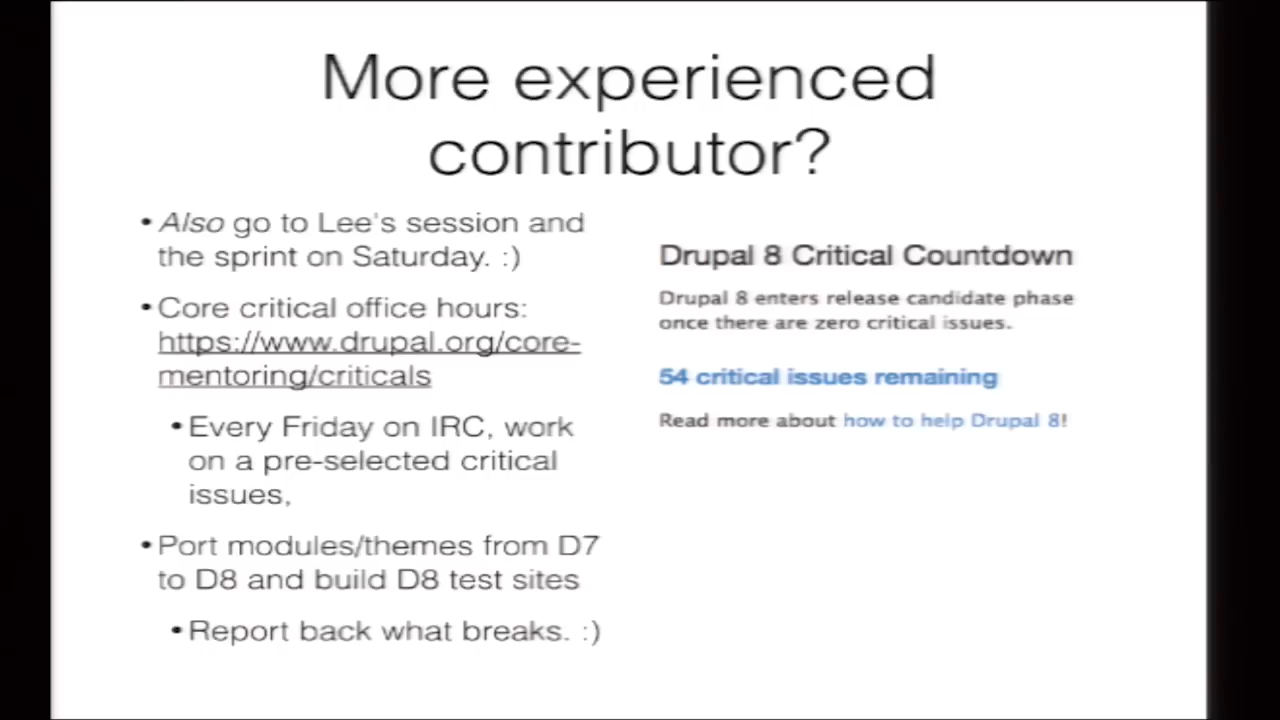 More experienced
contributor?
• Also go to Lee's session and
the sprint on Saturday. :)
• Core critical office hours:
https://www.drupal.org/core-
mentoring/criticals
• Every Friday on IRC, work
on a pre-selected critical
issues,
• Port modules/themes from D7
to D8 and build D8 test sites
• Report back what breaks. :)
Drupal 8 Critical Countdown
Drupal 8 enters release candidate phase
once there are zero critical issues.
54 critical issues remaining
Read more about how to help Drupal 8!